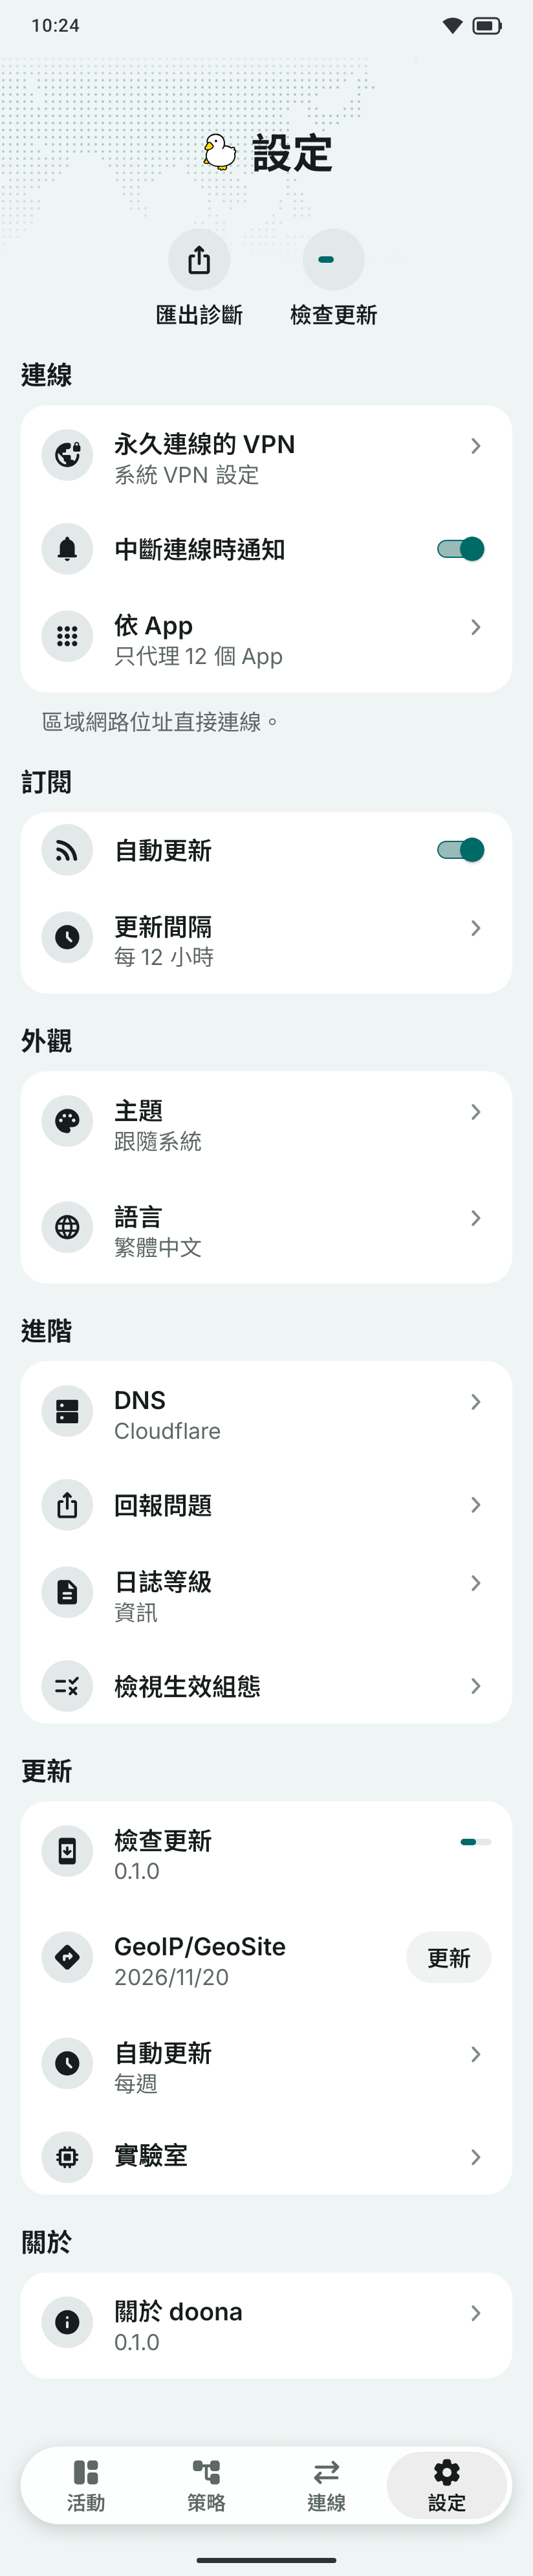 10:24
設定
匯出診斷
檢查更新
連線
永久連線的 VPN
系統 VPN 設定
中斷連線時通知
依 App
只代理 12 個 App
區域網路位址直接連線。
訂閱
自動更新
更新間隔
每 12 小時
外觀
主題
跟隨系統
語言
繁體中文
進階
DNS
Cloudflare
回報問題
日誌等級
資訊
檢視生效組態
更新
檢查更新
0.1.0
GeoIP/GeoSite
2026/11/20
更新
自動更新
每週
實驗室
關於
關於 doona
0.1.0
活動
策略
連線
設定